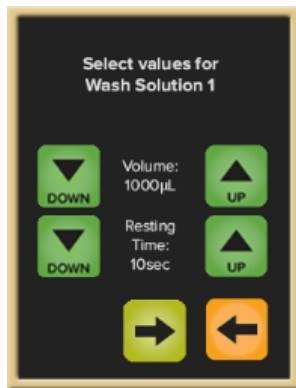 Select values for
Wash Solution 1
Volume:
1000μL
DOWN
UP
Resting
Time:
10sec
DOWN
UP